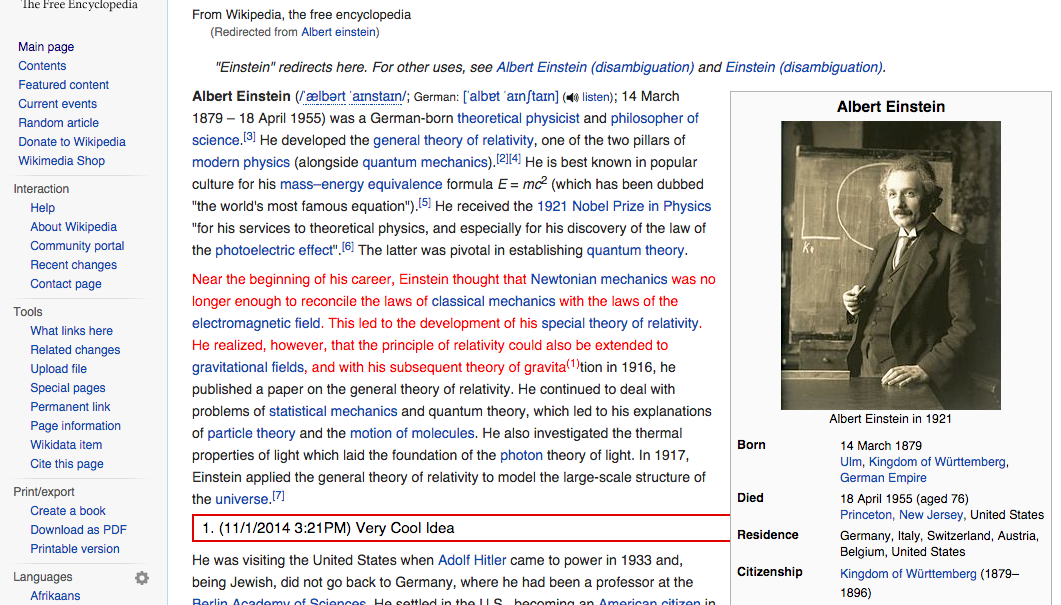 The Free Encyclopedia
Main page
Contents
Featured content
Current events
Random article
Donate to Wikipedia
Wikimedia Shop
Interaction
Help
About Wikipedia
Community portal
Recent changes
Contact page
Tools
What links here
Related changes
Upload file
Special pages
Permanent link
Page information
Wikidata item
Cite this page
Print/export
Create a book
Download as PDF
Printable version
Languages
Afrikaans
From Wikipedia, the free encyclopedia
(Redirected from Albert einstein)
"Einstein" redirects here. For other uses, see Albert Einstein (disambiguation) and Einstein (disambiguation).
Albert Einstein (/ˈælbərt ˈaɪnstaɪn/; German: [ˈalbɐt ˈaɪnʃtaɪn] ( listen); 14 March
1879 – 18 April 1955) was a German-born theoretical physicist and philosopher of
science.[3] He developed the general theory of relativity, one of the two pillars of
modern physics (alongside quantum mechanics).[2][4] He is best known in popular
culture for his mass–energy equivalence formula E = mc2 (which has been dubbed
"the world's most famous equation").[5] He received the 1921 Nobel Prize in Physics
"for his services to theoretical physics, and especially for his discovery of the law of
the photoelectric effect".[6] The latter was pivotal in establishing quantum theory.
Near the beginning of his career, Einstein thought that Newtonian mechanics was no
longer enough to reconcile the laws of classical mechanics with the laws of the
electromagnetic field. This led to the development of his special theory of relativity.
He realized, however, that the principle of relativity could also be extended to
gravitational fields, and with his subsequent theory of gravita(1)tion in 1916, he
published a paper on the general theory of relativity. He continued to deal with
problems of statistical mechanics and quantum theory, which led to his explanations
of particle theory and the motion of molecules. He also investigated the thermal
properties of light which laid the foundation of the photon theory of light. In 1917,
Einstein applied the general theory of relativity to model the large-scale structure of
the universe.[7]
1. (11/1/2014 3:21PM) Very Cool Idea
He was visiting the United States when Adolf Hitler came to power in 1933 and,
being Jewish, did not go back to Germany, where he had been a professor at the
Berlin Academy of Sciences. He settled in the U.S., becoming an American citizen in
Albert Einstein
Albert Einstein in 1921
Born 14 March 1879
Ulm, Kingdom of Württemberg,
German Empire
Died 18 April 1955 (aged 76)
Princeton, New Jersey, United States
Residence Germany, Italy, Switzerland, Austria,
Belgium, United States
Citizenship Kingdom of Württemberg (1879–
1896)